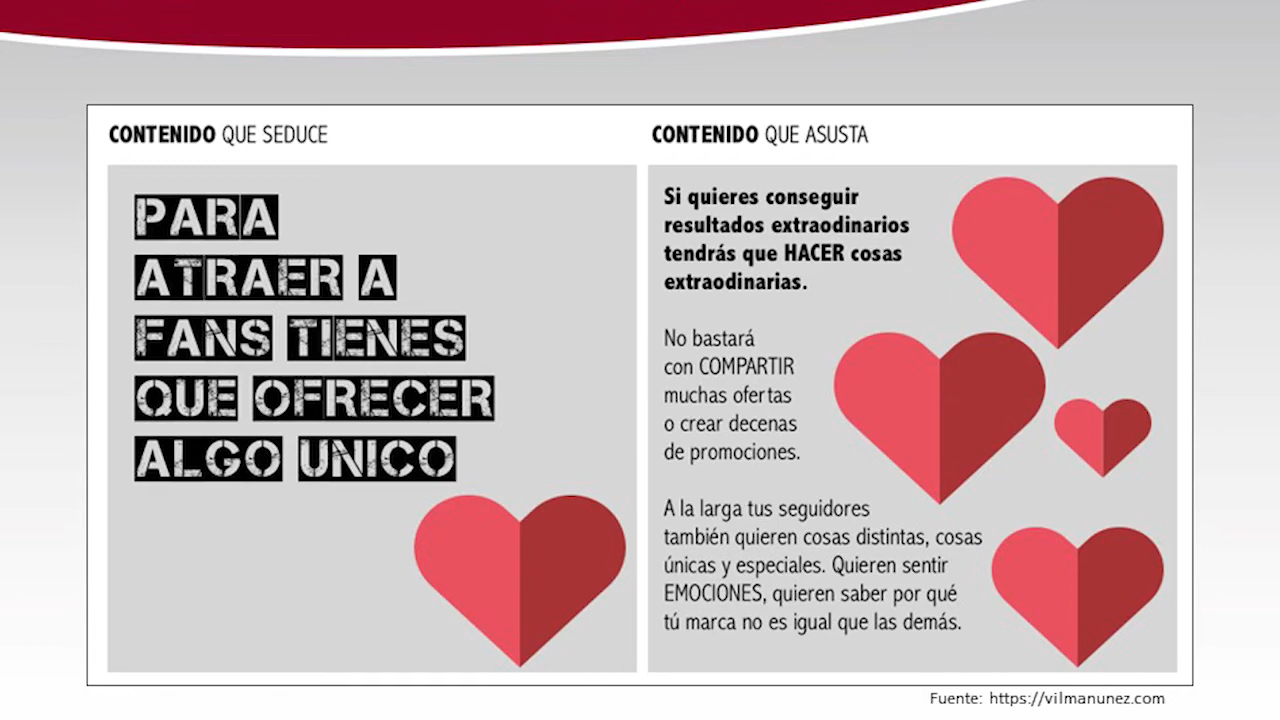 CONTENIDO QUE SEDUCE
PARA
ATRAER A
FANS TIENES
QUE OFRECER
ALGO UNICO
CONTENIDO QUE ASUSTA
Si quieres conseguir
resultados extraodinarios
tendrás que HACER cosas
extraodinarias.
No bastará
con COMPARTIR
muchas ofertas
o crear decenas
de promociones.
A la larga tus seguidores
también quieren cosas distintas, cosas
únicas y especiales. Quieren sentir
EMOCIONES, quieren saber por qué
tú marca no es igual que las demás.
Fuente: https://vilmanunez.com